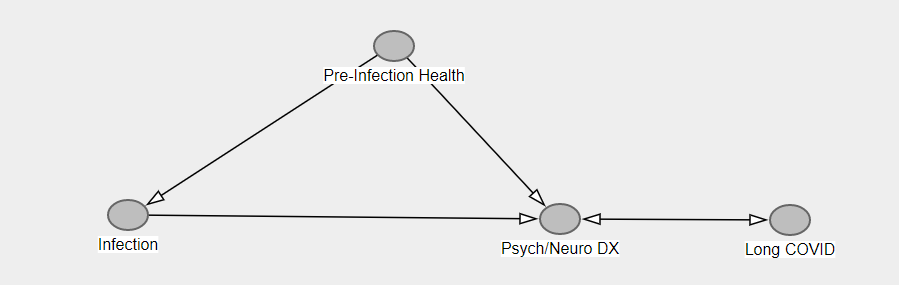 Pre-Infection Health
Infection
Psych/Neuro DX
Long COVID